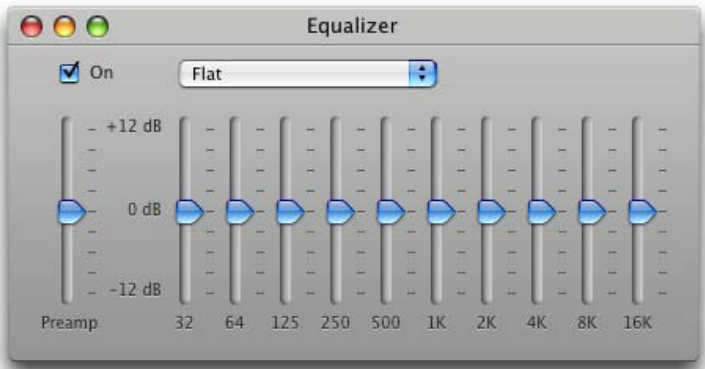 Equalizer
On Flat
+12 dB
0 dB
-12 dB
Preamp 32 64 125 250 500 1K 2K 4K 8K 16K